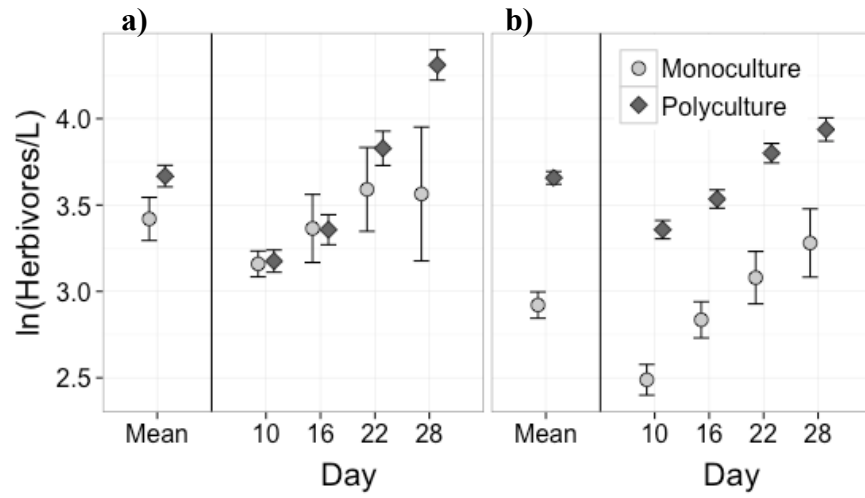 a)
b)
Monoculture
Polyculture
ln(Herbivores/L)
4.0
3.5
3.0
2.5
Mean 10 16 22 28
Mean 10 16 22 28
Day
Day